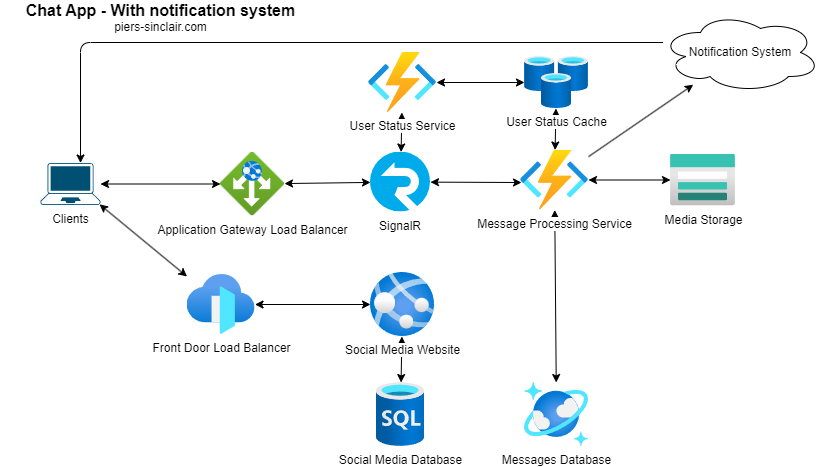 Chat App - With notification system
piers-sinclair.com
Notification System
User Status Service
User Status Cache
Clients
Application Gateway Load Balancer
SignalR
Message Processing Service
Media Storage
Front Door Load Balancer
Social Media Website
SQL
Social Media Database
Messages Database